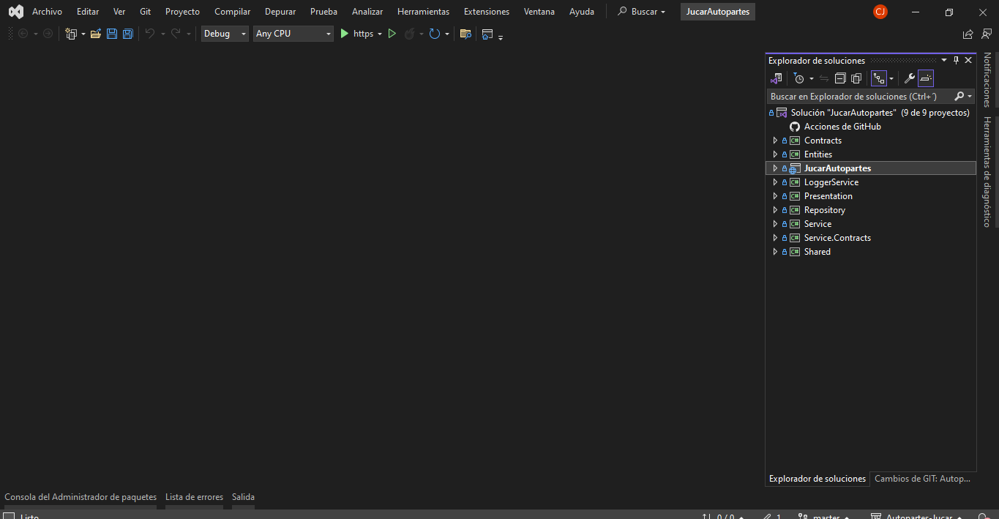 Archivo Editar Ver Git Proyecto Compilar Depurar Prueba Analizar Herramientas Extensiones Ventana Ayuda Buscar JucarAutopartes CJ
Debug Any CPU https
Explorador de soluciones
Buscar en Explorador de soluciones (Ctrl+´)
Solución "JucarAutopartes" (9 de 9 proyectos)
Acciones de GitHub
C# Contracts
C# Entities
JucarAutopartes
C# LoggerService
C# Presentation
C# Repository
C# Service
C# Service.Contracts
C# Shared
Notificaciones
Herramientas de diagnóstico
Explorador de soluciones Cambios de GIT: Autop...
Consola del Administrador de paquetes Lista de errores Salida
Listo 0 / 0 1 master Autopartes-Jucar